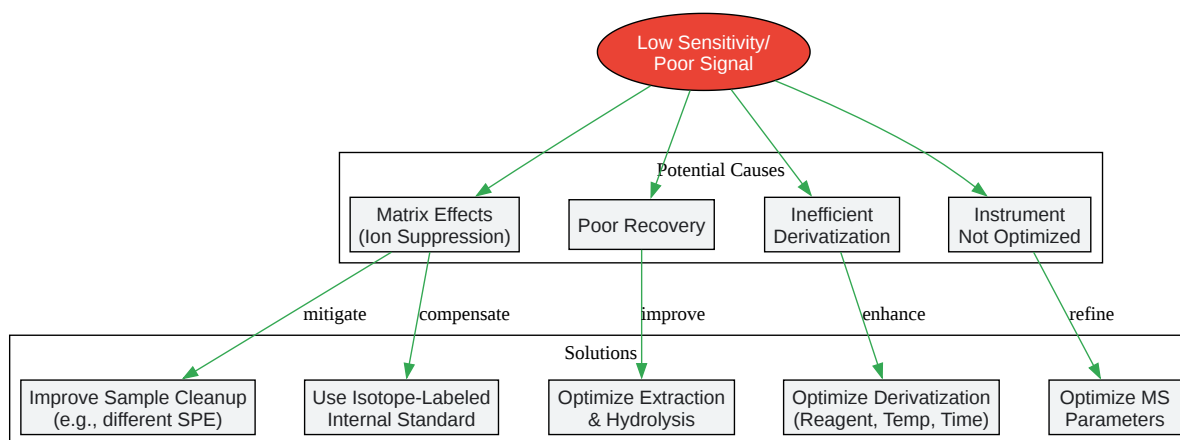 Low Sensitivity/
Poor Signal
Potential Causes
Matrix Effects
(Ion Suppression)
Poor Recovery
Inefficient
Derivatization
Instrument
Not Optimized
mitigate
compensate
improve
enhance
refine
Solutions
Improve Sample Cleanup
(e.g., different SPE)
Use Isotope-Labeled
Internal Standard
Optimize Extraction
& Hydrolysis
Optimize Derivatization
(Reagent, Temp, Time)
Optimize MS
Parameters